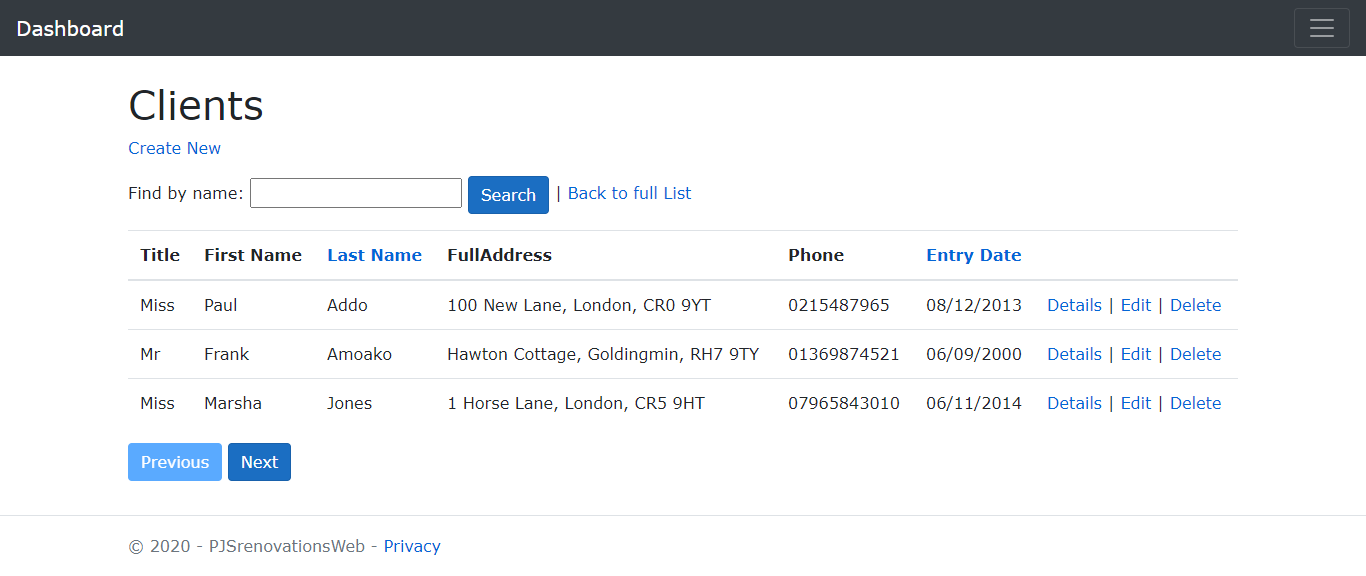 Dashboard
Clients
Create New
Find by name: Search | Back to full List
Title First Name Last Name FullAddress Phone Entry Date
Miss Paul Addo 100 New Lane, London, CR0 9YT 0215487965 08/12/2013 Details | Edit | Delete
Mr Frank Amoako Hawton Cottage, Goldingmin, RH7 9TY 01369874521 06/09/2000 Details | Edit | Delete
Miss Marsha Jones 1 Horse Lane, London, CR5 9HT 07965843010 06/11/2014 Details | Edit | Delete
Previous Next
© 2020 - PJSrenovationsWeb - Privacy